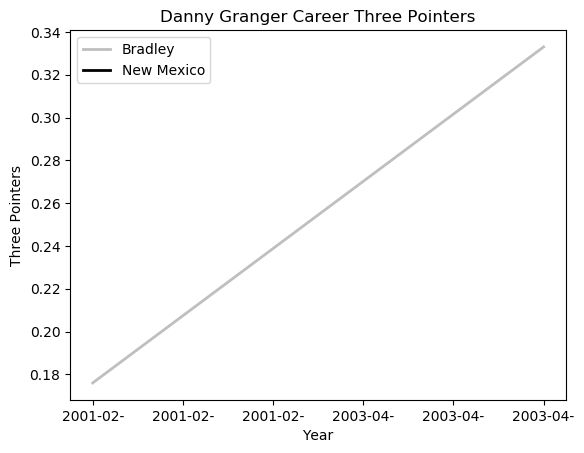 Danny Granger Career Three Pointers
Bradley
New Mexico
Three Pointers
0.34
0.32
0.30
0.28
0.26
0.24
0.22
0.20
0.18
2001-02- 2001-02- 2001-02- 2003-04- 2003-04- 2003-04-
Year